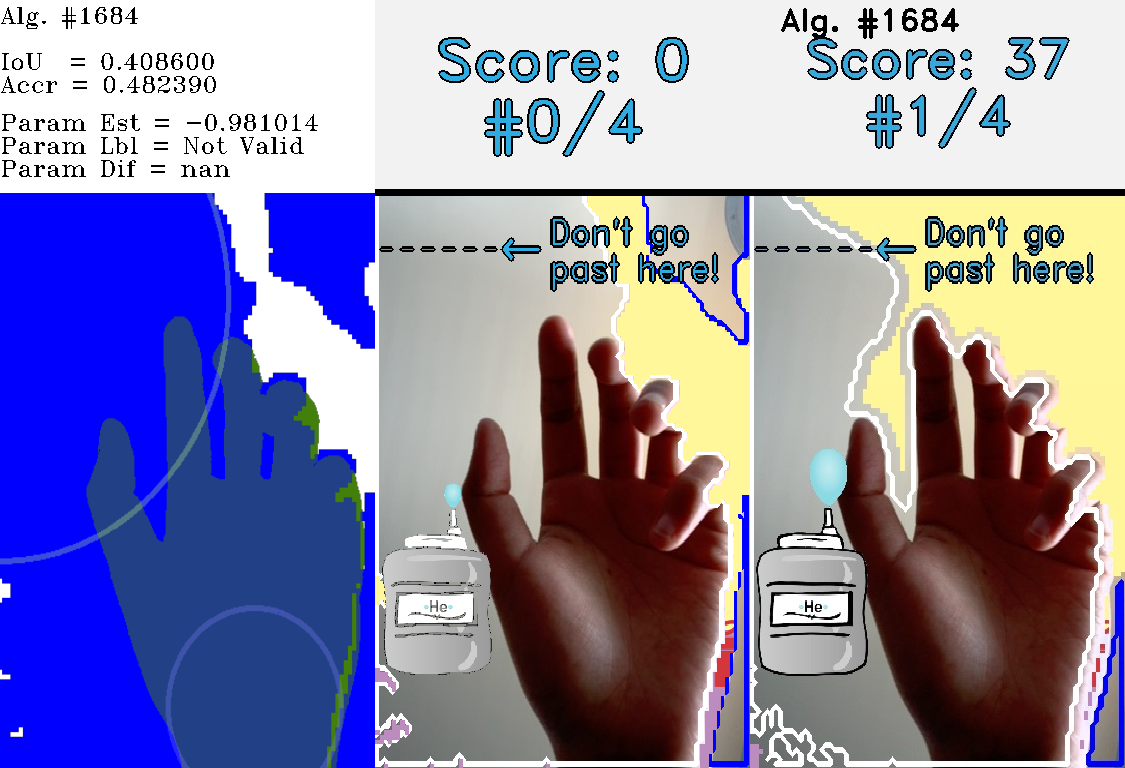 Alg. #1684
IoU = 0.408600
Accr = 0.482390
Param Est = −0.981014
Param Lbl = Not Valid
Param Dif = nan
Score: 0
#0/4
Don't go
past here!
He
Alg. #1684
Score: 37
#1/4
Don't go
past here!
He